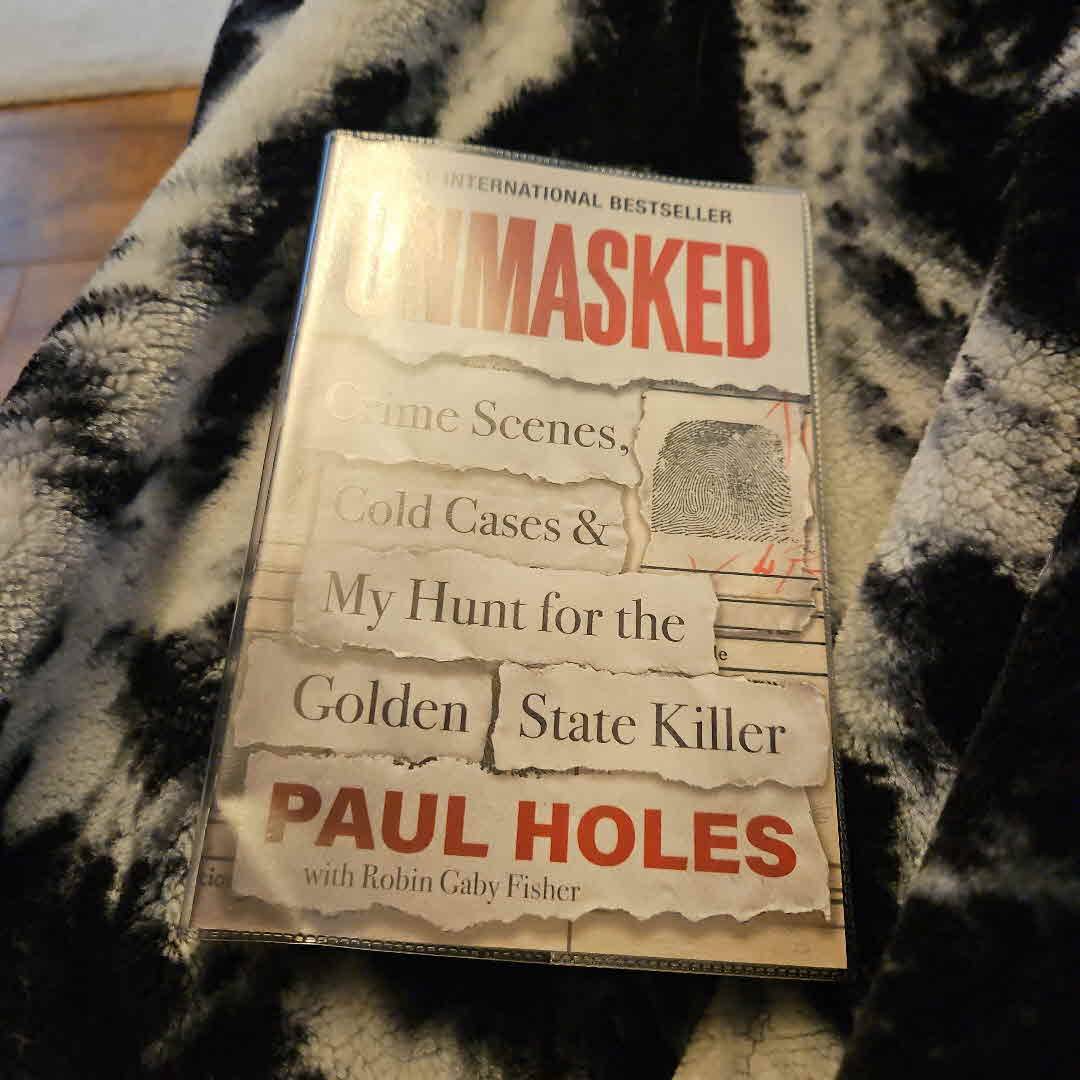 INTERNATIONAL BESTSELLER
UNMASKED
Crime Scenes,
Cold Cases &
My Hunt for the
Golden State Killer
PAUL HOLES
with Robin Gaby Fisher